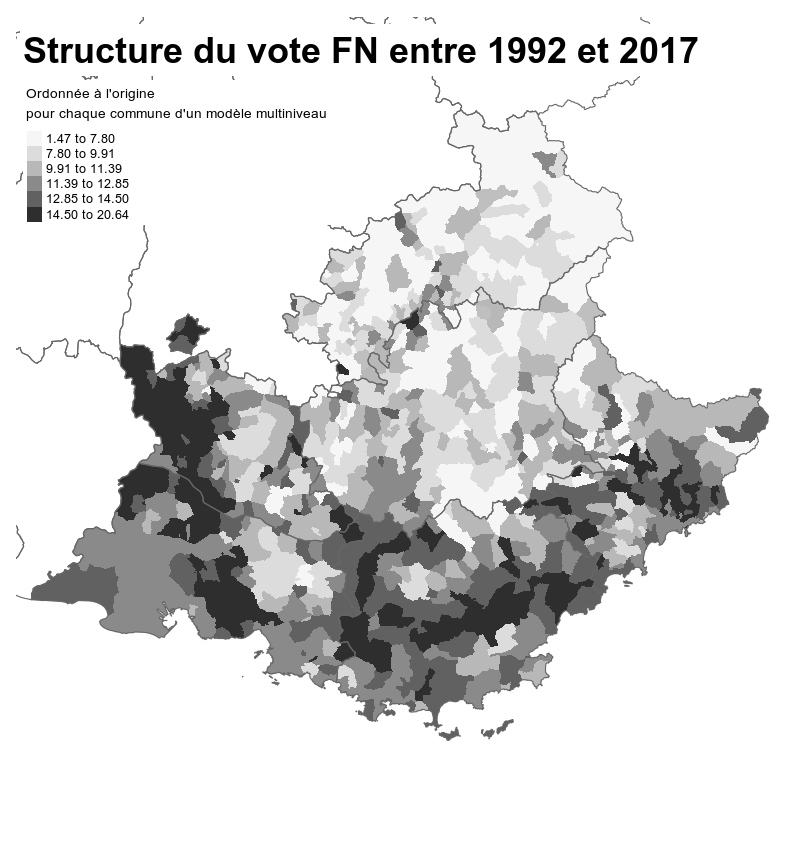 Structure du vote FN entre 1992 et 2017
Ordonnée à l'origine
pour chaque commune d'un modèle multiniveau
1.47 to 7.80
7.80 to 9.91
9.91 to 11.39
11.39 to 12.85
12.85 to 14.50
14.50 to 20.64